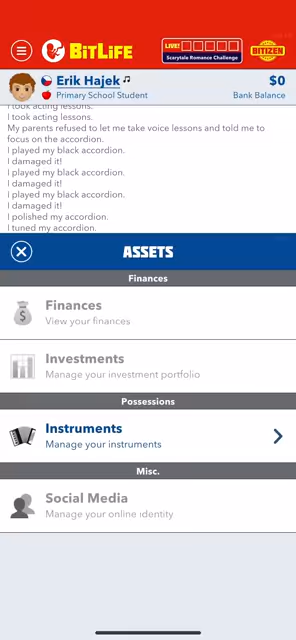 BITLIFE
LIVE!
Scarytale Romance Challenge
BITIZEN
Erik Hajek
$0
Primary School Student
Bank Balance
I took acting lessons.
I took acting lessons.
My parents refused to let me take voice lessons and told me to
focus on the accordion.
I played my black accordion.
I damaged it!
I played my black accordion.
I damaged it!
I played my black accordion.
I damaged it!
I polished my accordion.
I tuned my accordion.
ASSETS
Finances
Finances
View your finances
Investments
Manage your investment portfolio
Possessions
Instruments
Manage your instruments
Misc.
Social Media
Manage your online identity